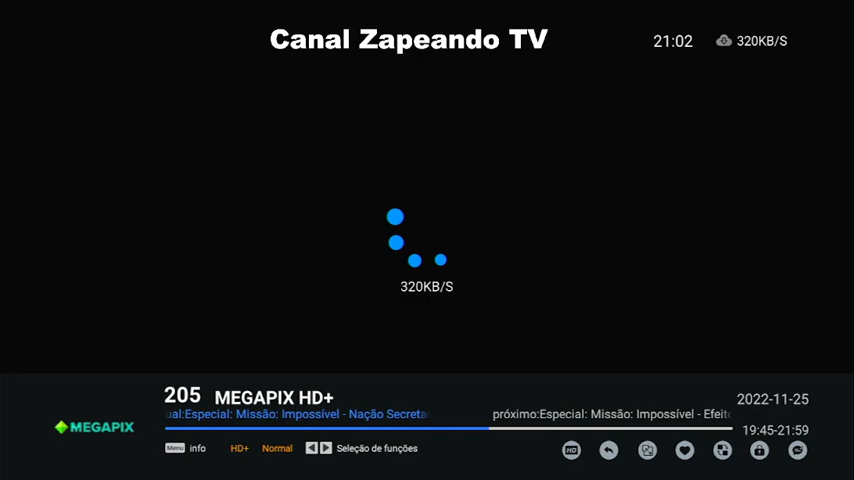 Canal Zapeando TV
21:02 320KB/S
320KB/S
205 MEGAPIX HD+
2022-11-25
ual:Especial: Missão: Impossível - Nação Secreta
próximo:Especial: Missão: Impossível - Efeito
MEGAPIX
19:45-21:59
Menu info HD+ Normal Seleção de funções
HD